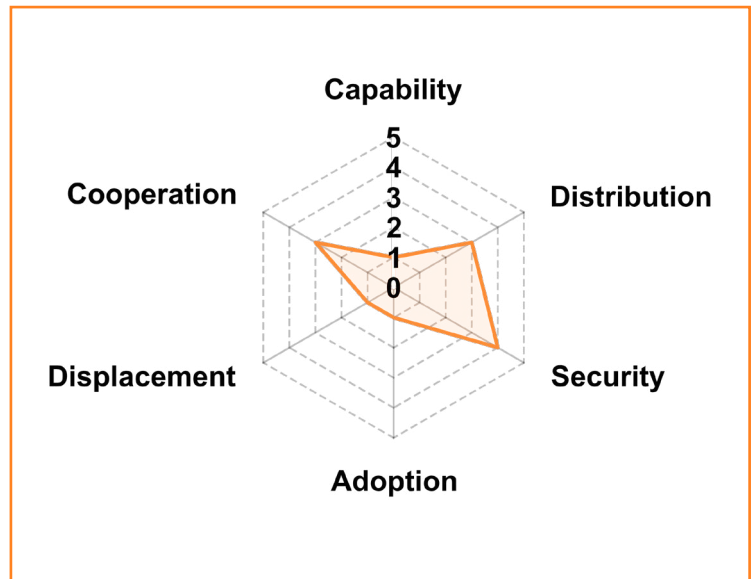 Capability
5
4
3
2
1
0
Cooperation
Distribution
Displacement
Security
Adoption